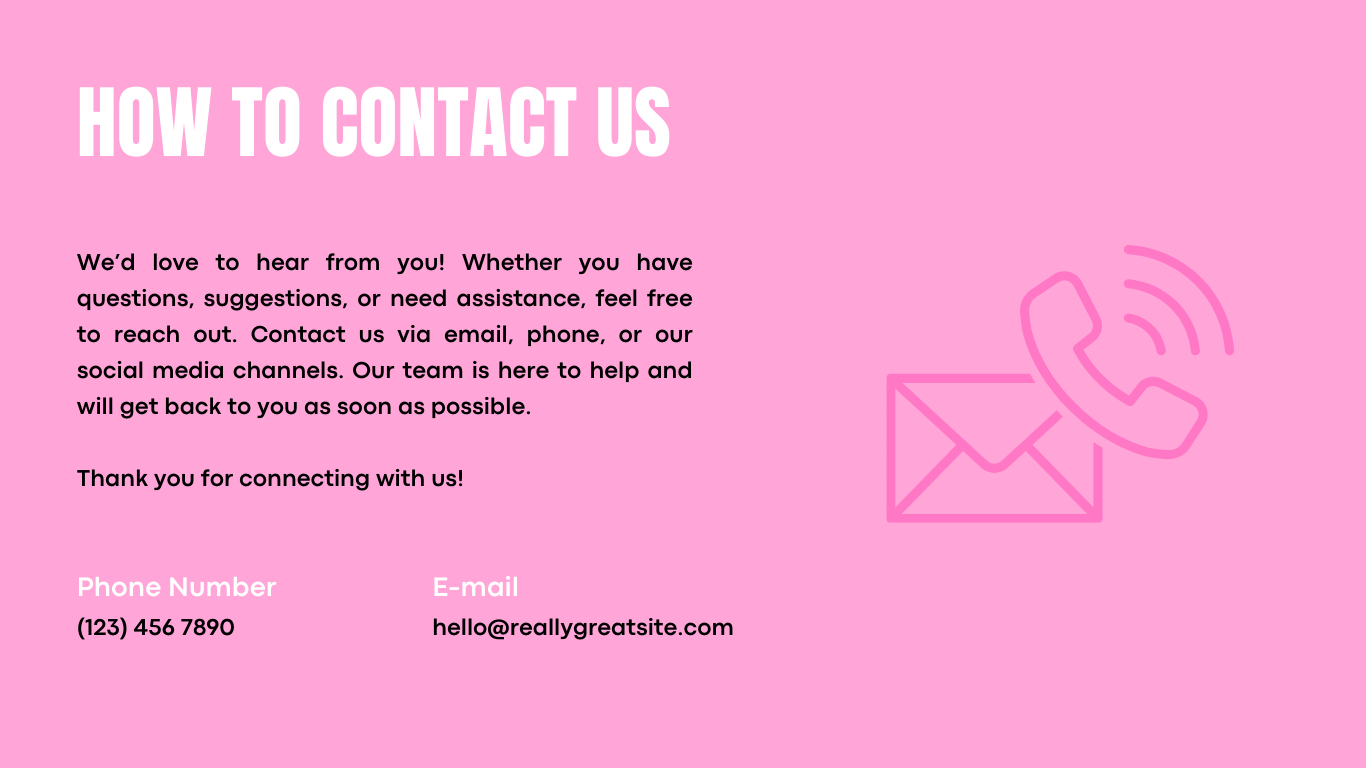 HOW TO CONTACT US
We’d love to hear from you! Whether you have
questions, suggestions, or need assistance, feel free
to reach out. Contact us via email, phone, or our
social media channels. Our team is here to help and
will get back to you as soon as possible.
Thank you for connecting with us!
Phone Number
(123) 456 7890
E-mail
hello@reallygreatsite.com